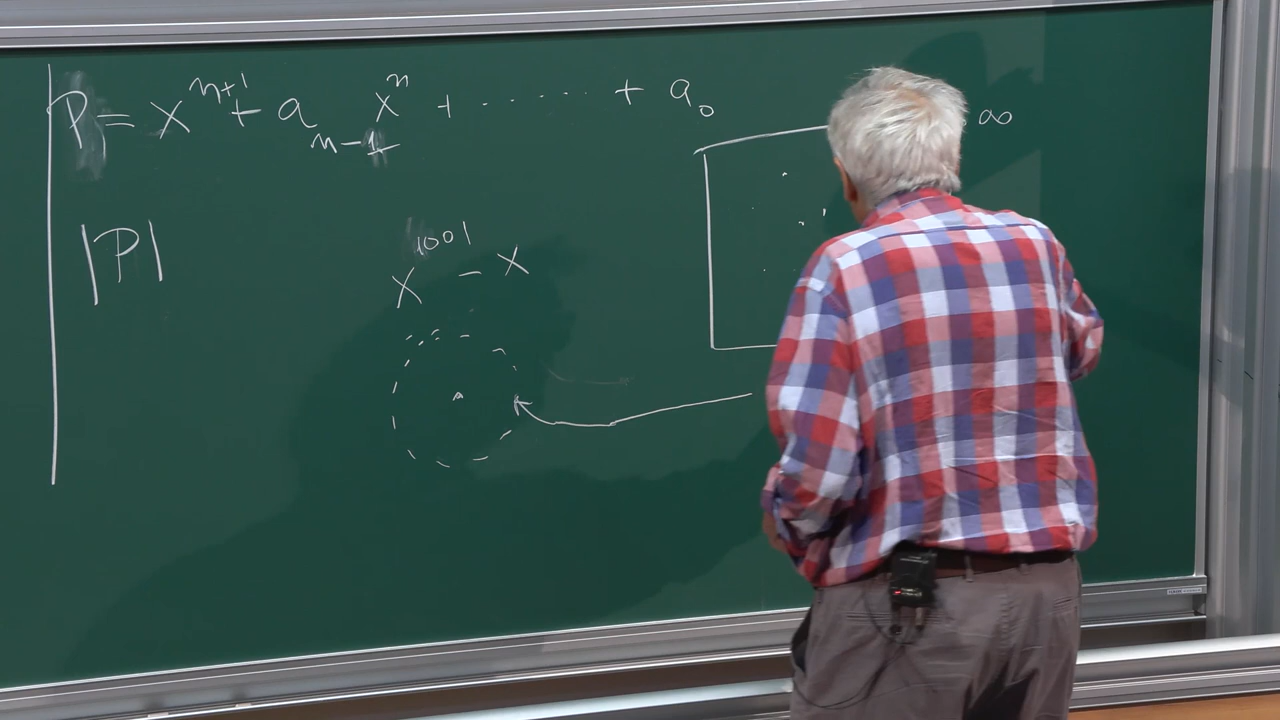 P = x^{n+1} + a_{n-1} x^n + ....... + a_0
∞
|P|
x^{1001} - x